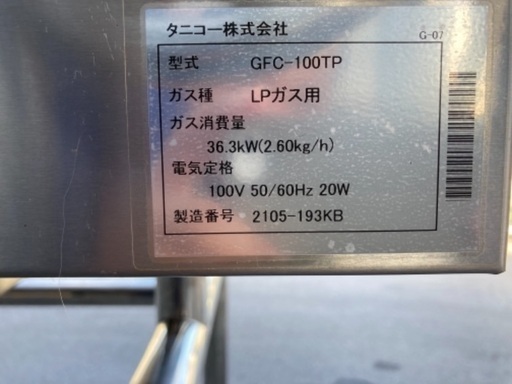 タニコー株式会社
G-07
型式 GFC-100TP
ガス種 LPガス用
ガス消費量
36.3kW(2.60kg/h)
電気定格
100V 50/60Hz 20W
製造番号 2105-193KB